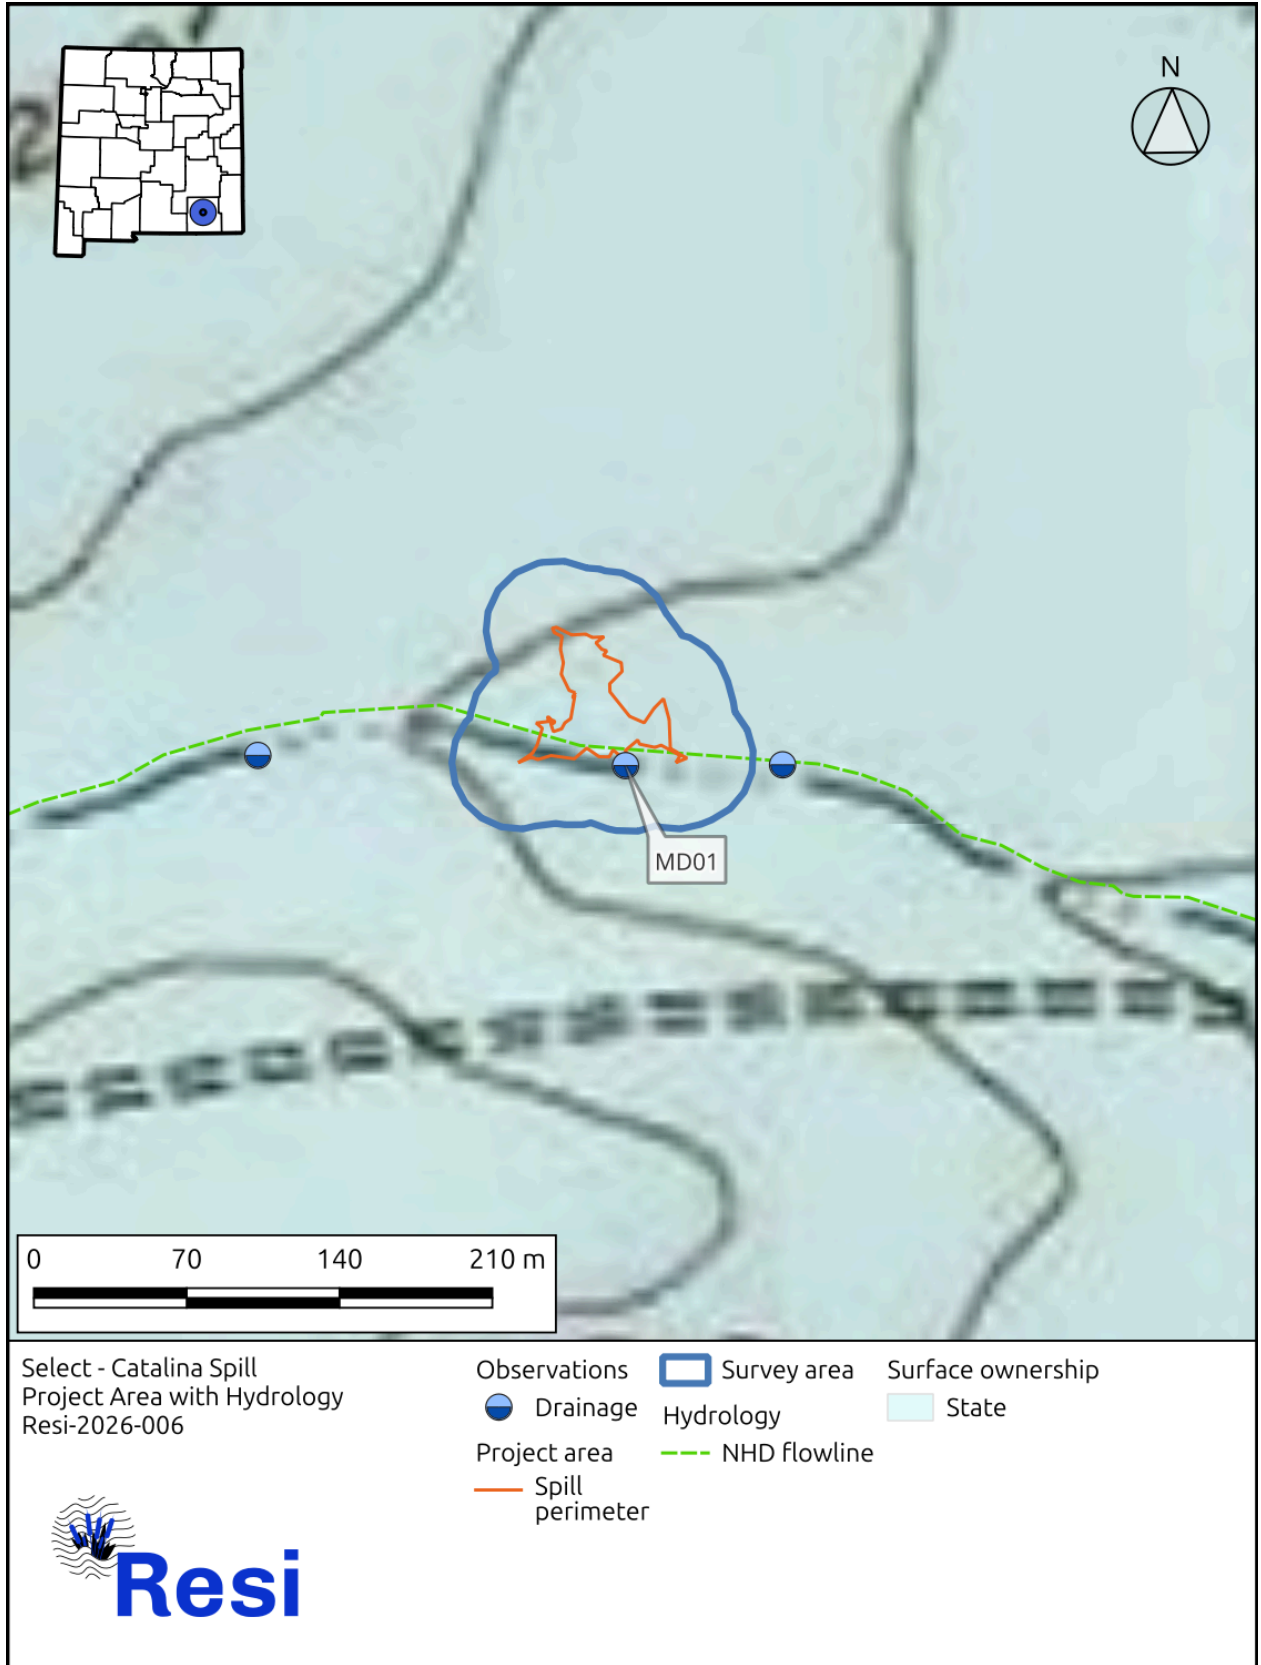 N
MD01
0 70 140 210 m
Select - Catalina Spill
Project Area with Hydrology
Resi-2026-006
Observations
Drainage
Project area
Spill
perimeter
Survey area
Hydrology
NHD flowline
Surface ownership
State
Resi